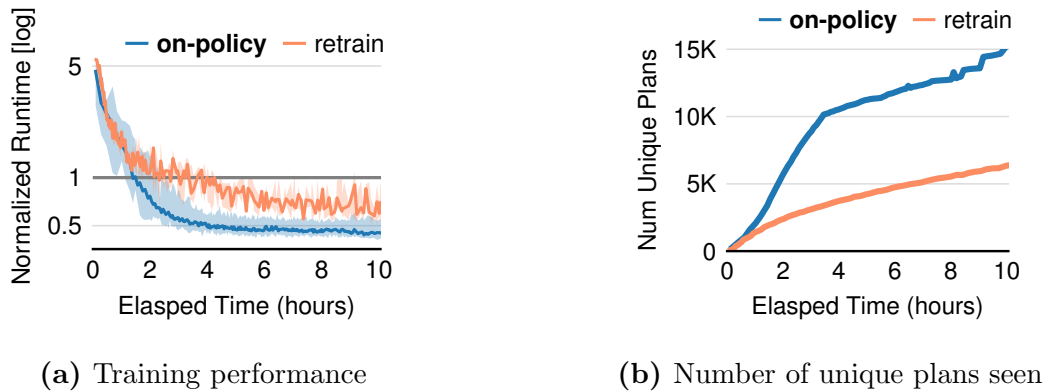 Normalized Runtime [log]
on-policy retrain
5
1
0.5
0 2 4 6 8 10
Elasped Time (hours)
(a) Training performance
Num Unique Plans
on-policy retrain
15K
10K
5K
0
0 2 4 6 8 10
Elasped Time (hours)
(b) Number of unique plans seen